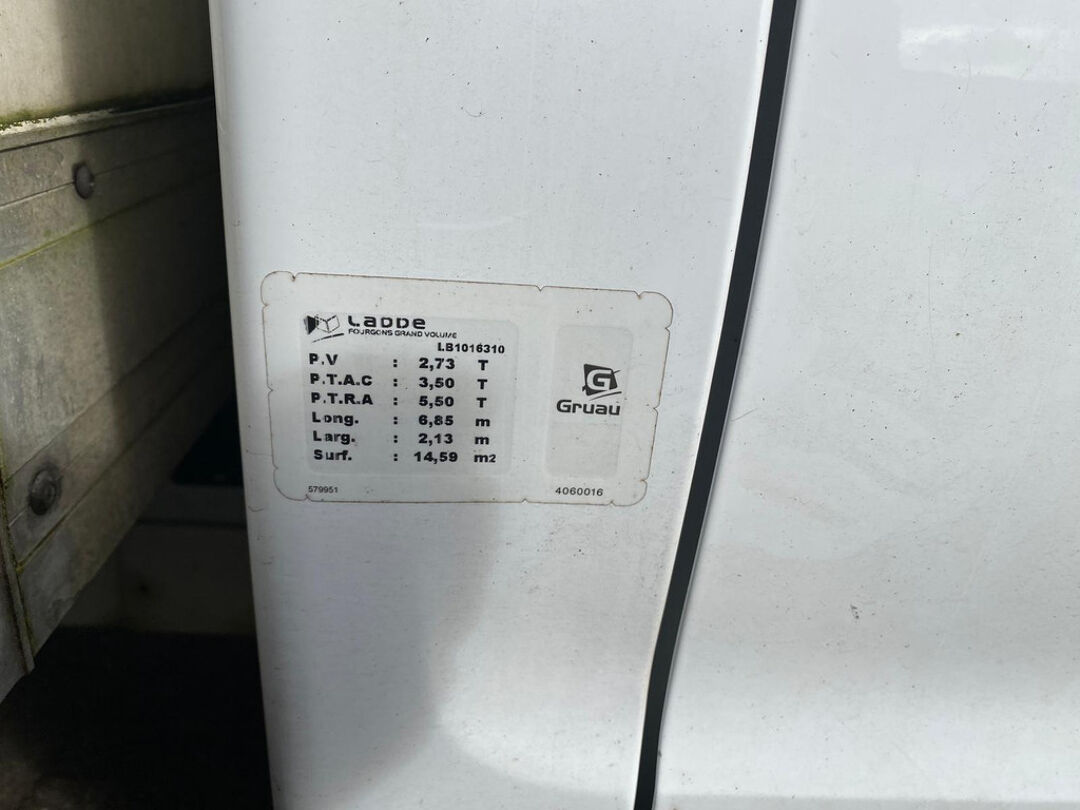 Ladde
FOURGONS GRAND VOLUME
LB1016310
P.V : 2,73 T
P.T.A.C : 3,50 T
P.T.R.A : 5,50 T
Long. : 6,85 m
Larg. : 2,13 m
Surf. : 14,59 m2
G
Gruau
579951
4060016